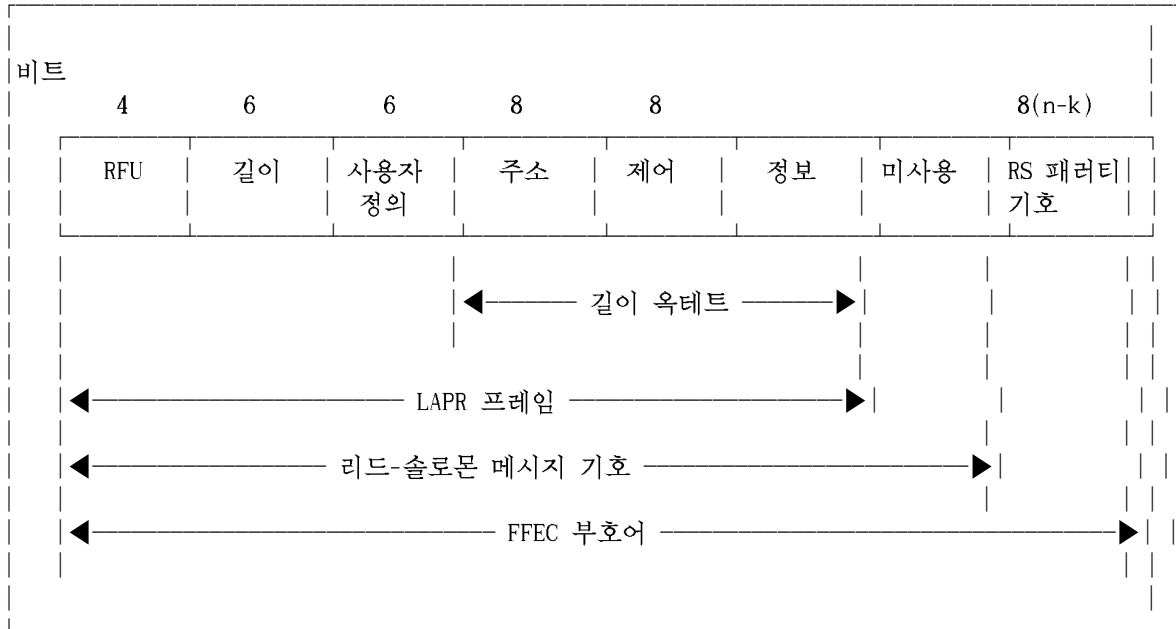 비트
4 6 6 8 8 8(n-k)
RFU 길이 사용자 주소 제어 정보 미사용 RS 패러티
정의 기호
길이 옥테트
LAPR 프레임
리드-솔로몬 메시지 기호
FFEC 부호어